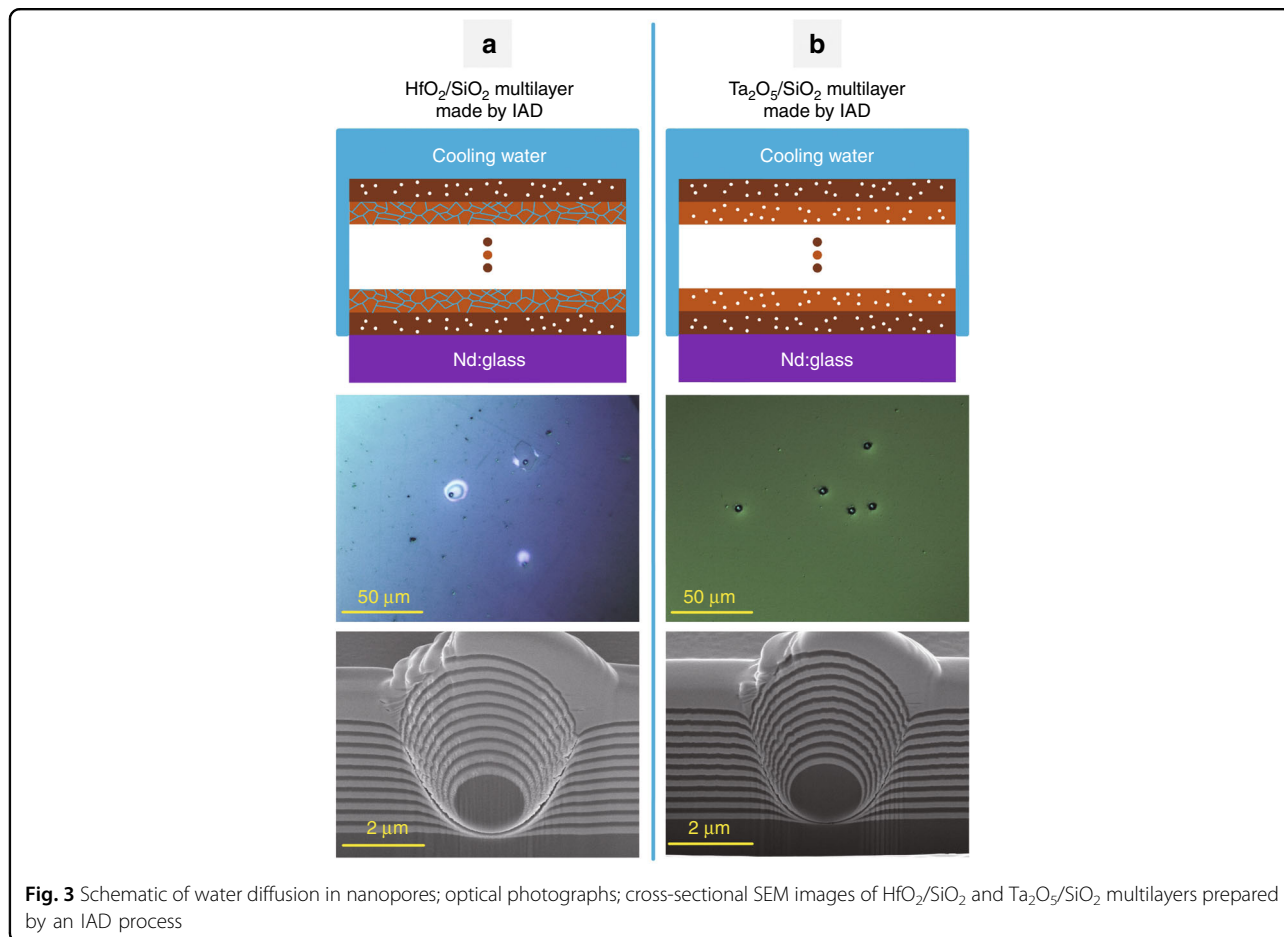 a
HfO₂/SiO₂ multilayer
made by IAD
Cooling water
Nd:glass
50 μm
2 μm
b
Ta₂O₅/SiO₂ multilayer
made by IAD
Cooling water
Nd:glass
50 μm
2 μm
Fig. 3 Schematic of water diffusion in nanopores; optical photographs; cross-sectional SEM images of HfO₂/SiO₂ and Ta₂O₅/SiO₂ multilayers prepared
by an IAD process